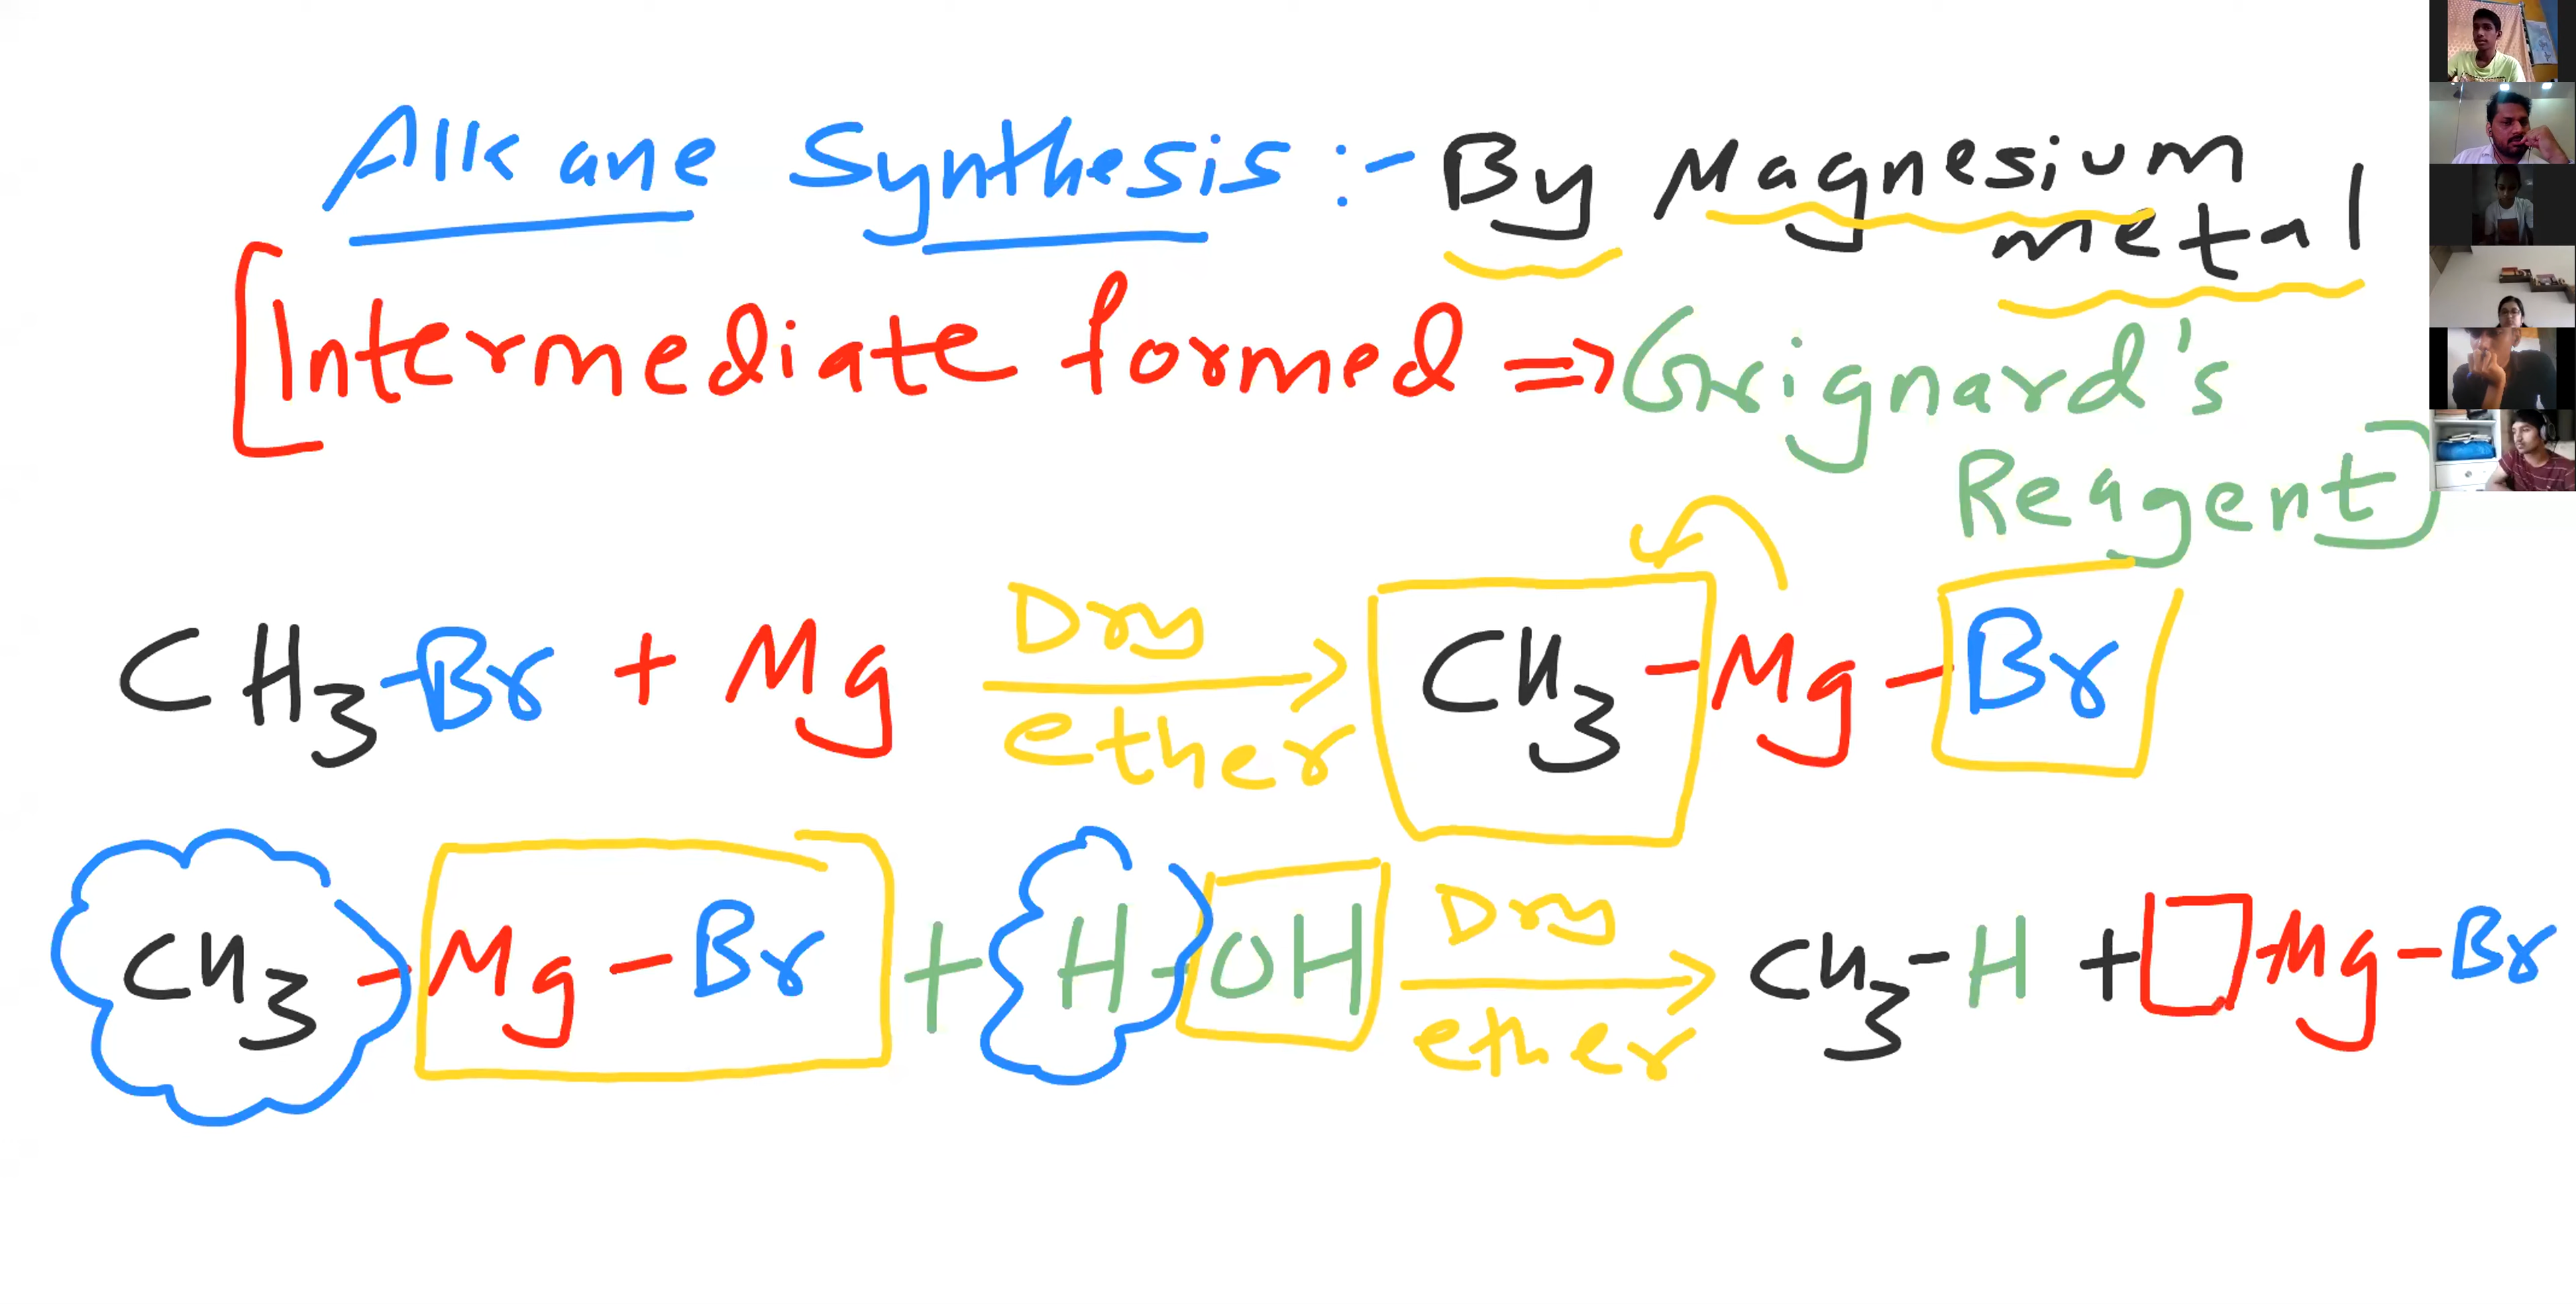 Alkane Synthesis :- By Magnesium
metal
[Intermediate formed => Grignard's
Reagent]
CH3-Br + Mg Dry ether → CH3-Mg-Br
CH3-Mg-Br + H-OH Dry ether → CH3-H + □-Mg-Br